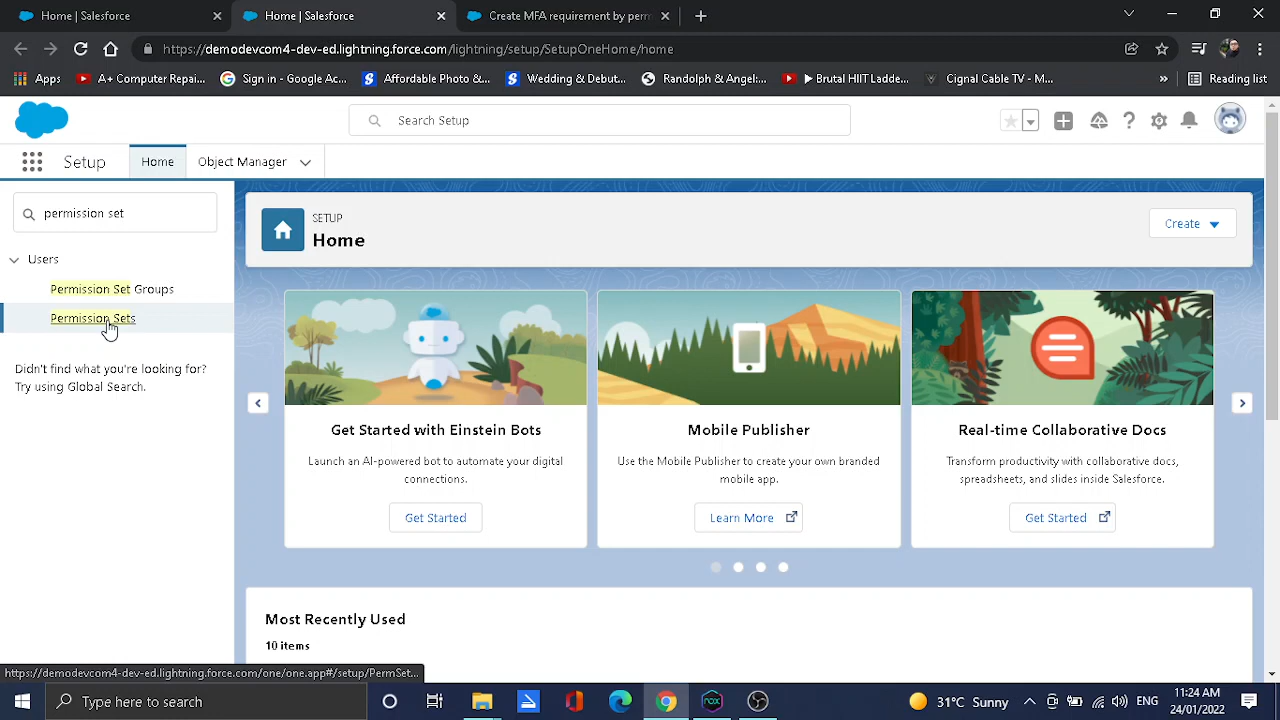 Home | Salesforce
Home | Salesforce
Create MFA requirement by perm
https://demodevcom4-dev-ed.lightning.force.com/lightning/setup/SetupOneHome/home
Apps
A+ Computer Repai...
Sign in - Google Ac...
Affordable Photo &...
Wedding & Debut...
Randolph & Angel...
Brutal HIIT Ladde...
Cignal Cable TV - M...
»
Reading list
Search Setup
Setup
Home
Object Manager
permission set
Users
Permission Set Groups
Permission Sets
Didn't find what you're looking for?
Try using Global Search.
SETUP
Home
Create
Get Started with Einstein Bots
Launch an AI-powered bot to automate your digital
connections.
Get Started
Mobile Publisher
Use the Mobile Publisher to create your own branded
mobile app.
Learn More
Real-time Collaborative Docs
Transform productivity with collaborative docs,
spreadsheets, and slides inside Salesforce.
Get Started
Most Recently Used
10 items
https://demodevcom4-dev-ed.lightning.force.com/one/one.app#/setup/PermSet...
Type here to search
31°C Sunny
ENG
11:24 AM
24/01/2022